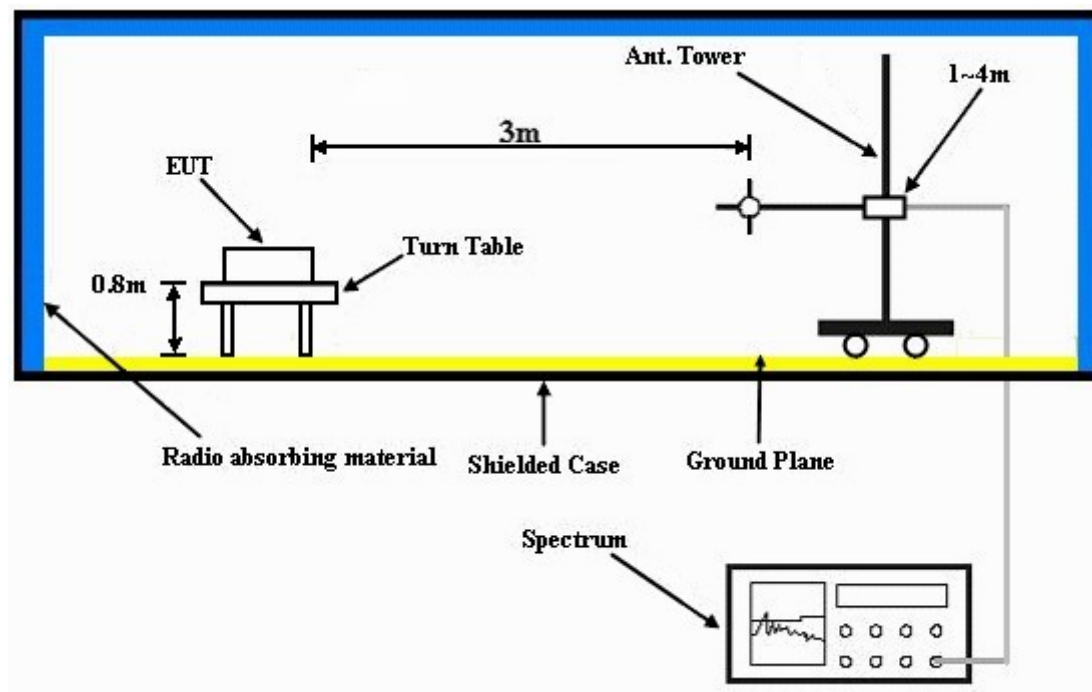 Ant. Tower
1~4m
3m
EUT
Turn Table
0.8m
Radio absorbing material
Shielded Case
Ground Plane
Spectrum